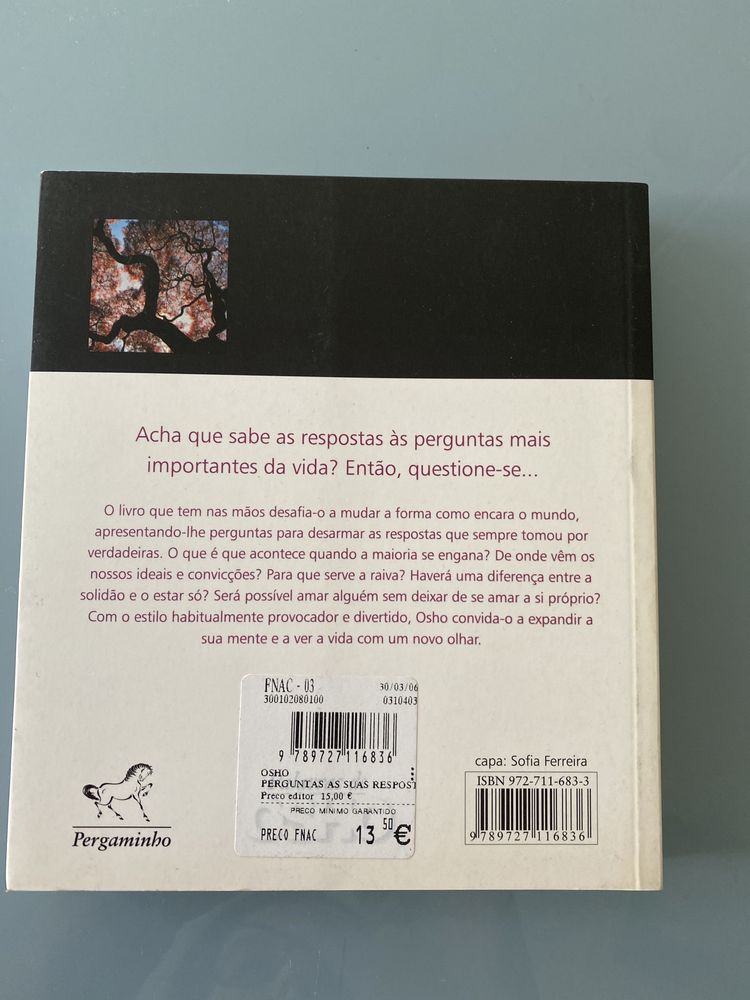 Acha que sabe as respostas às perguntas mais
importantes da vida? Então, questione-se...
O livro que tem nas mãos desafia-o a mudar a forma como encara o mundo,
apresentando-lhe perguntas para desarmar as respostas que sempre tomou por
verdadeiras. O que é que acontece quando a maioria se engana? De onde vêm os
nossos ideais e convicções? Para que serve a raiva? Haverá uma diferença entre a
solidão e o estar só? Será possível amar alguém sem deixar de se amar a si próprio?
Com o estilo habitualmente provocador e divertido, Osho convida-o a expandir a
sua mente e a ver a vida com um novo olhar.
FNAC - 03 30/03/06
300102080100 0310403
9 789727 116836
OSHO
PERGUNTAS AS SUAS RESPOST
Preco editor 15,00 €
PRECO MINIMO GARANTIDO
PRECO FNAC 13 50 €
Pergaminho
capa: Sofia Ferreira
ISBN 972-711-683-3
9 789727 116836